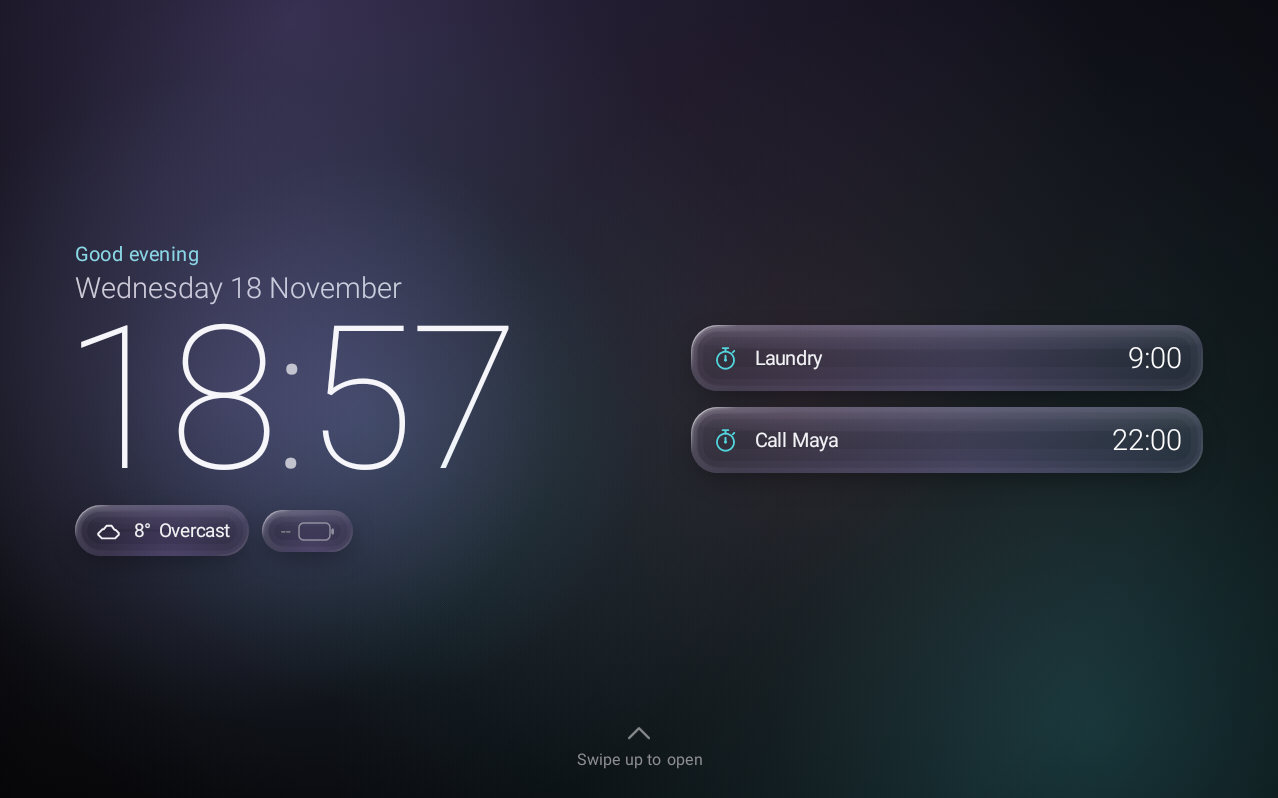 Good evening
Wednesday 18 November
18:57
8° Overcast
--
Laundry 9:00
Call Maya 22:00
Swipe up to open